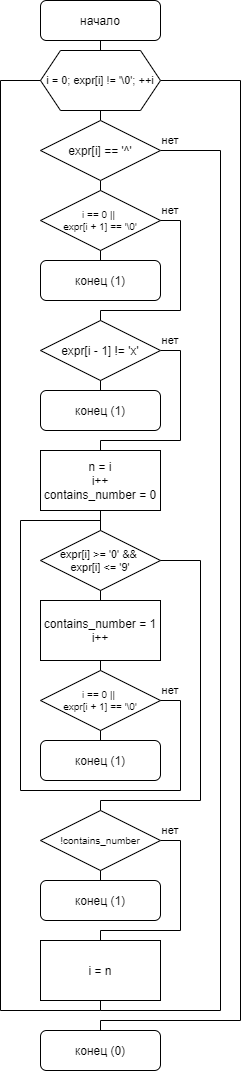 начало
i = 0; expr[i] != '\0'; ++i
expr[i] == '^'
нет
i == 0 ||
expr[i + 1] == '\0'
нет
конец (1)
expr[i - 1] != 'x'
нет
конец (1)
n = i
i++
contains_number = 0
expr[i] >= '0' &&
expr[i] <= '9'
contains_number = 1
i++
i == 0 ||
expr[i + 1] == '\0'
нет
конец (1)
!contains_number
нет
конец (1)
i = n
конец (0)